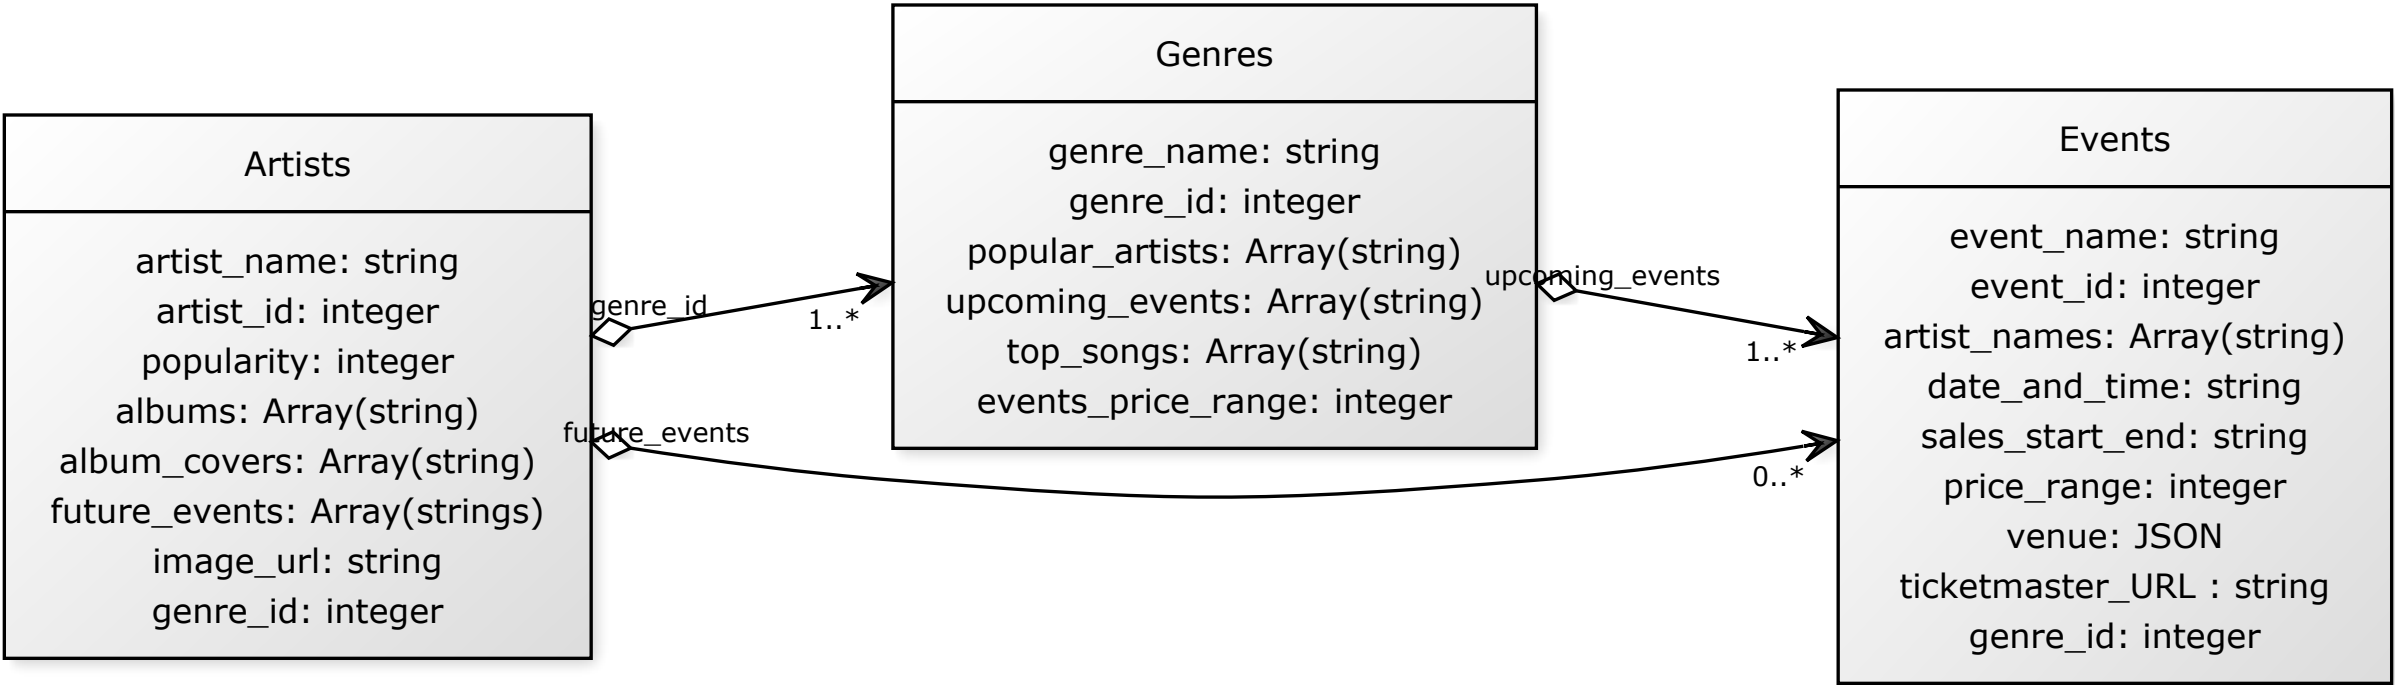 Artists
artist_name: string
artist_id: integer
popularity: integer
albums: Array(string)
album_covers: Array(string)
future_events: Array(strings)
image_url: string
genre_id: integer
genre_id
1..*
future_events
0..*
Genres
genre_name: string
genre_id: integer
popular_artists: Array(string)
upcoming_events: Array(string)
top_songs: Array(string)
events_price_range: integer
upcoming_events
1..*
Events
event_name: string
event_id: integer
artist_names: Array(string)
date_and_time: string
sales_start_end: string
price_range: integer
venue: JSON
ticketmaster_URL : string
genre_id: integer